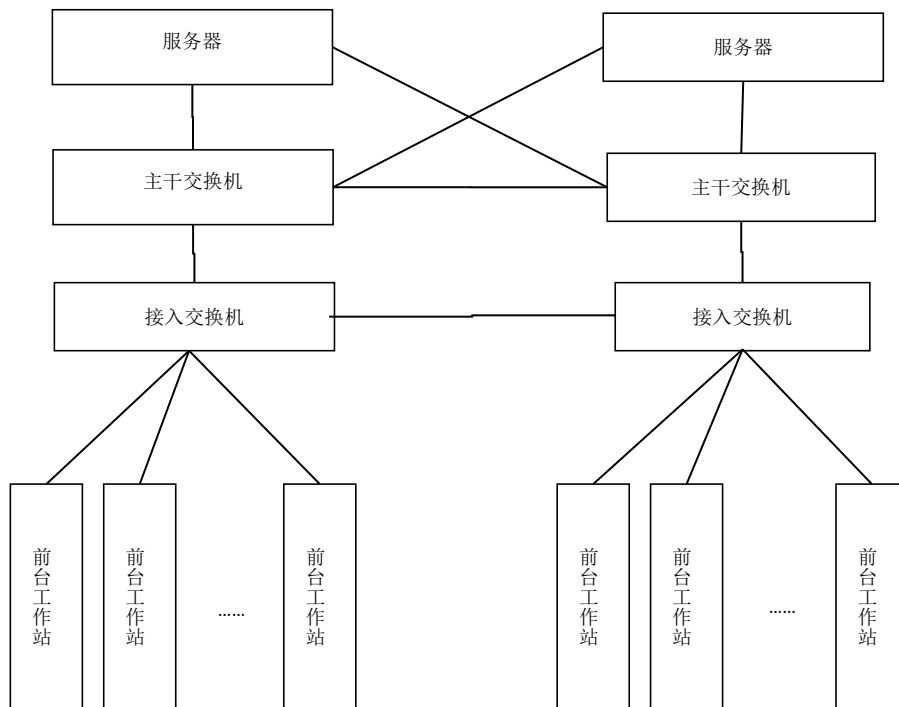 服务器
服务器
主干交换机
主干交换机
接入交换机
接入交换机
前台工作站
前台工作站
......
前台工作站
前台工作站
前台工作站
......
前台工作站